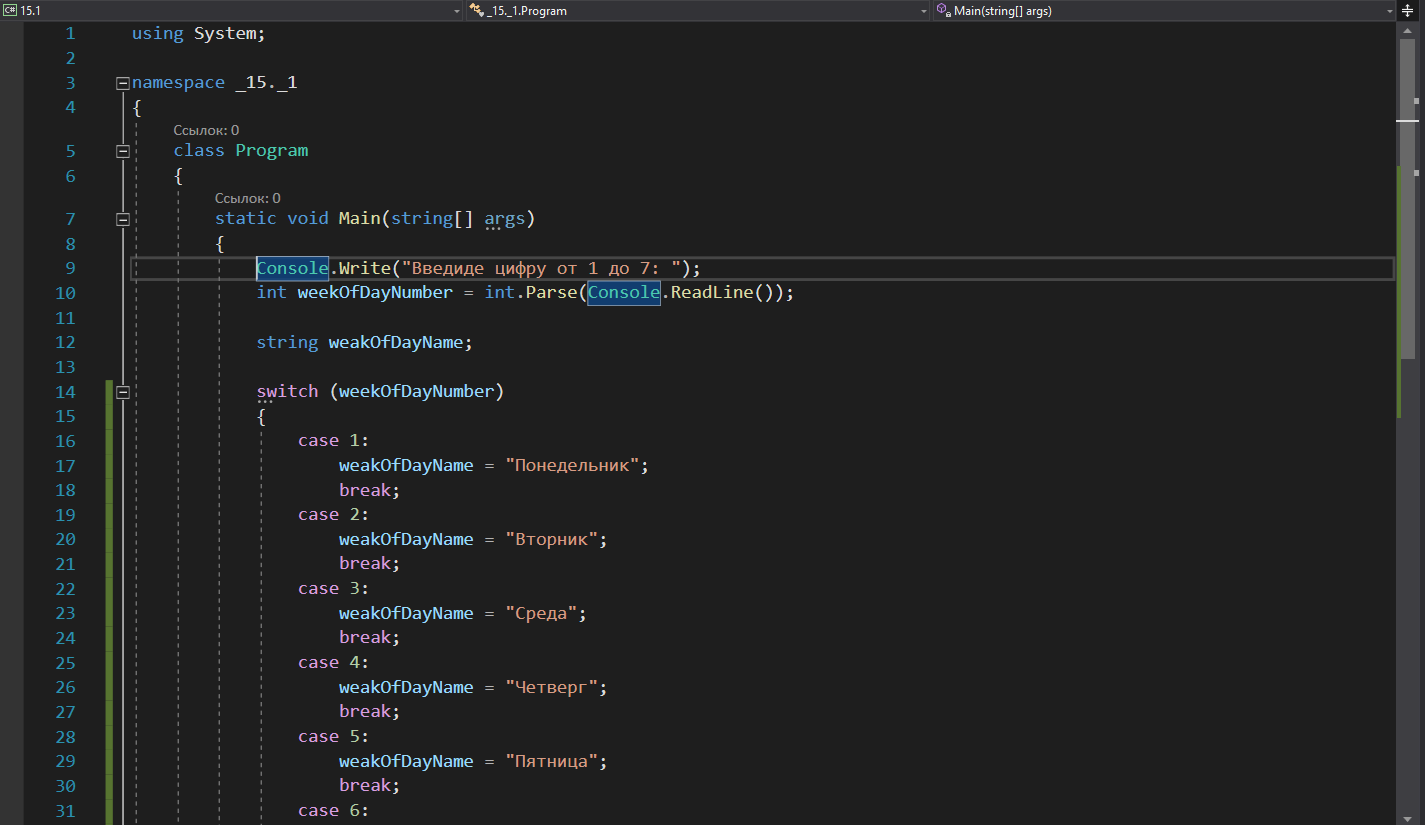 C# 15.1 _15._1.Program Main(string[] args)
1 using System;
2
3 namespace _15._1
4 {
Ссылок: 0
5 class Program
6 {
Ссылок: 0
7 static void Main(string[] args)
8 {
9 Console.Write("Введиде цифру от 1 до 7: ");
10 int weekOfDayNumber = int.Parse(Console.ReadLine());
11
12 string weakOfDayName;
13
14 switch (weekOfDayNumber)
15 {
16 case 1:
17 weakOfDayName = "Понедельник";
18 break;
19 case 2:
20 weakOfDayName = "Вторник";
21 break;
22 case 3:
23 weakOfDayName = "Среда";
24 break;
25 case 4:
26 weakOfDayName = "Четверг";
27 break;
28 case 5:
29 weakOfDayName = "Пятница";
30 break;
31 case 6: